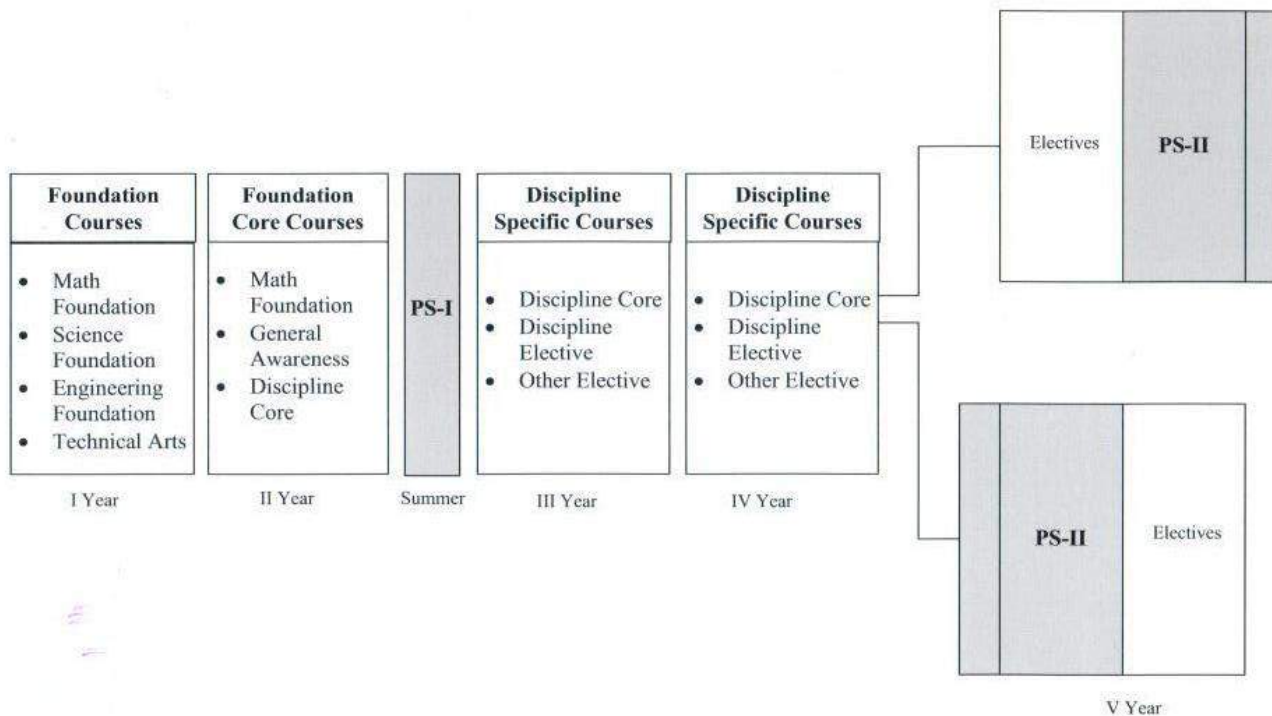 Foundation
Courses
• Math
Foundation
• Science
Foundation
• Engineering
Foundation
• Technical Arts
I Year
Foundation
Core Courses
• Math
Foundation
• General
Awareness
• Discipline
Core
II Year
PS-I
Summer
Discipline
Specific Courses
• Discipline Core
• Discipline
Elective
• Other Elective
III Year
Discipline
Specific Courses
• Discipline Core
• Discipline
Elective
• Other Elective
IV Year
Electives
PS-II
PS-II
Electives
V Year